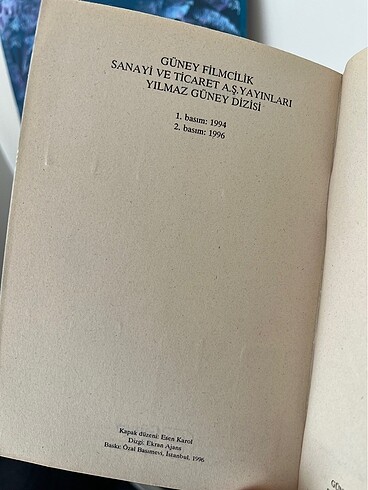 GÜNEY FİLMCİLİK
SANAYİ VE TİCARET A.Ş. YAYINLARI
YILMAZ GÜNEY DİZİSİ
1. basım: 1994
2. basım: 1996
Kapak düzeni: Esen Karol
Dizgi: Ekran Ajans
Baskı: Özal Basımevi, İstanbul, 1996